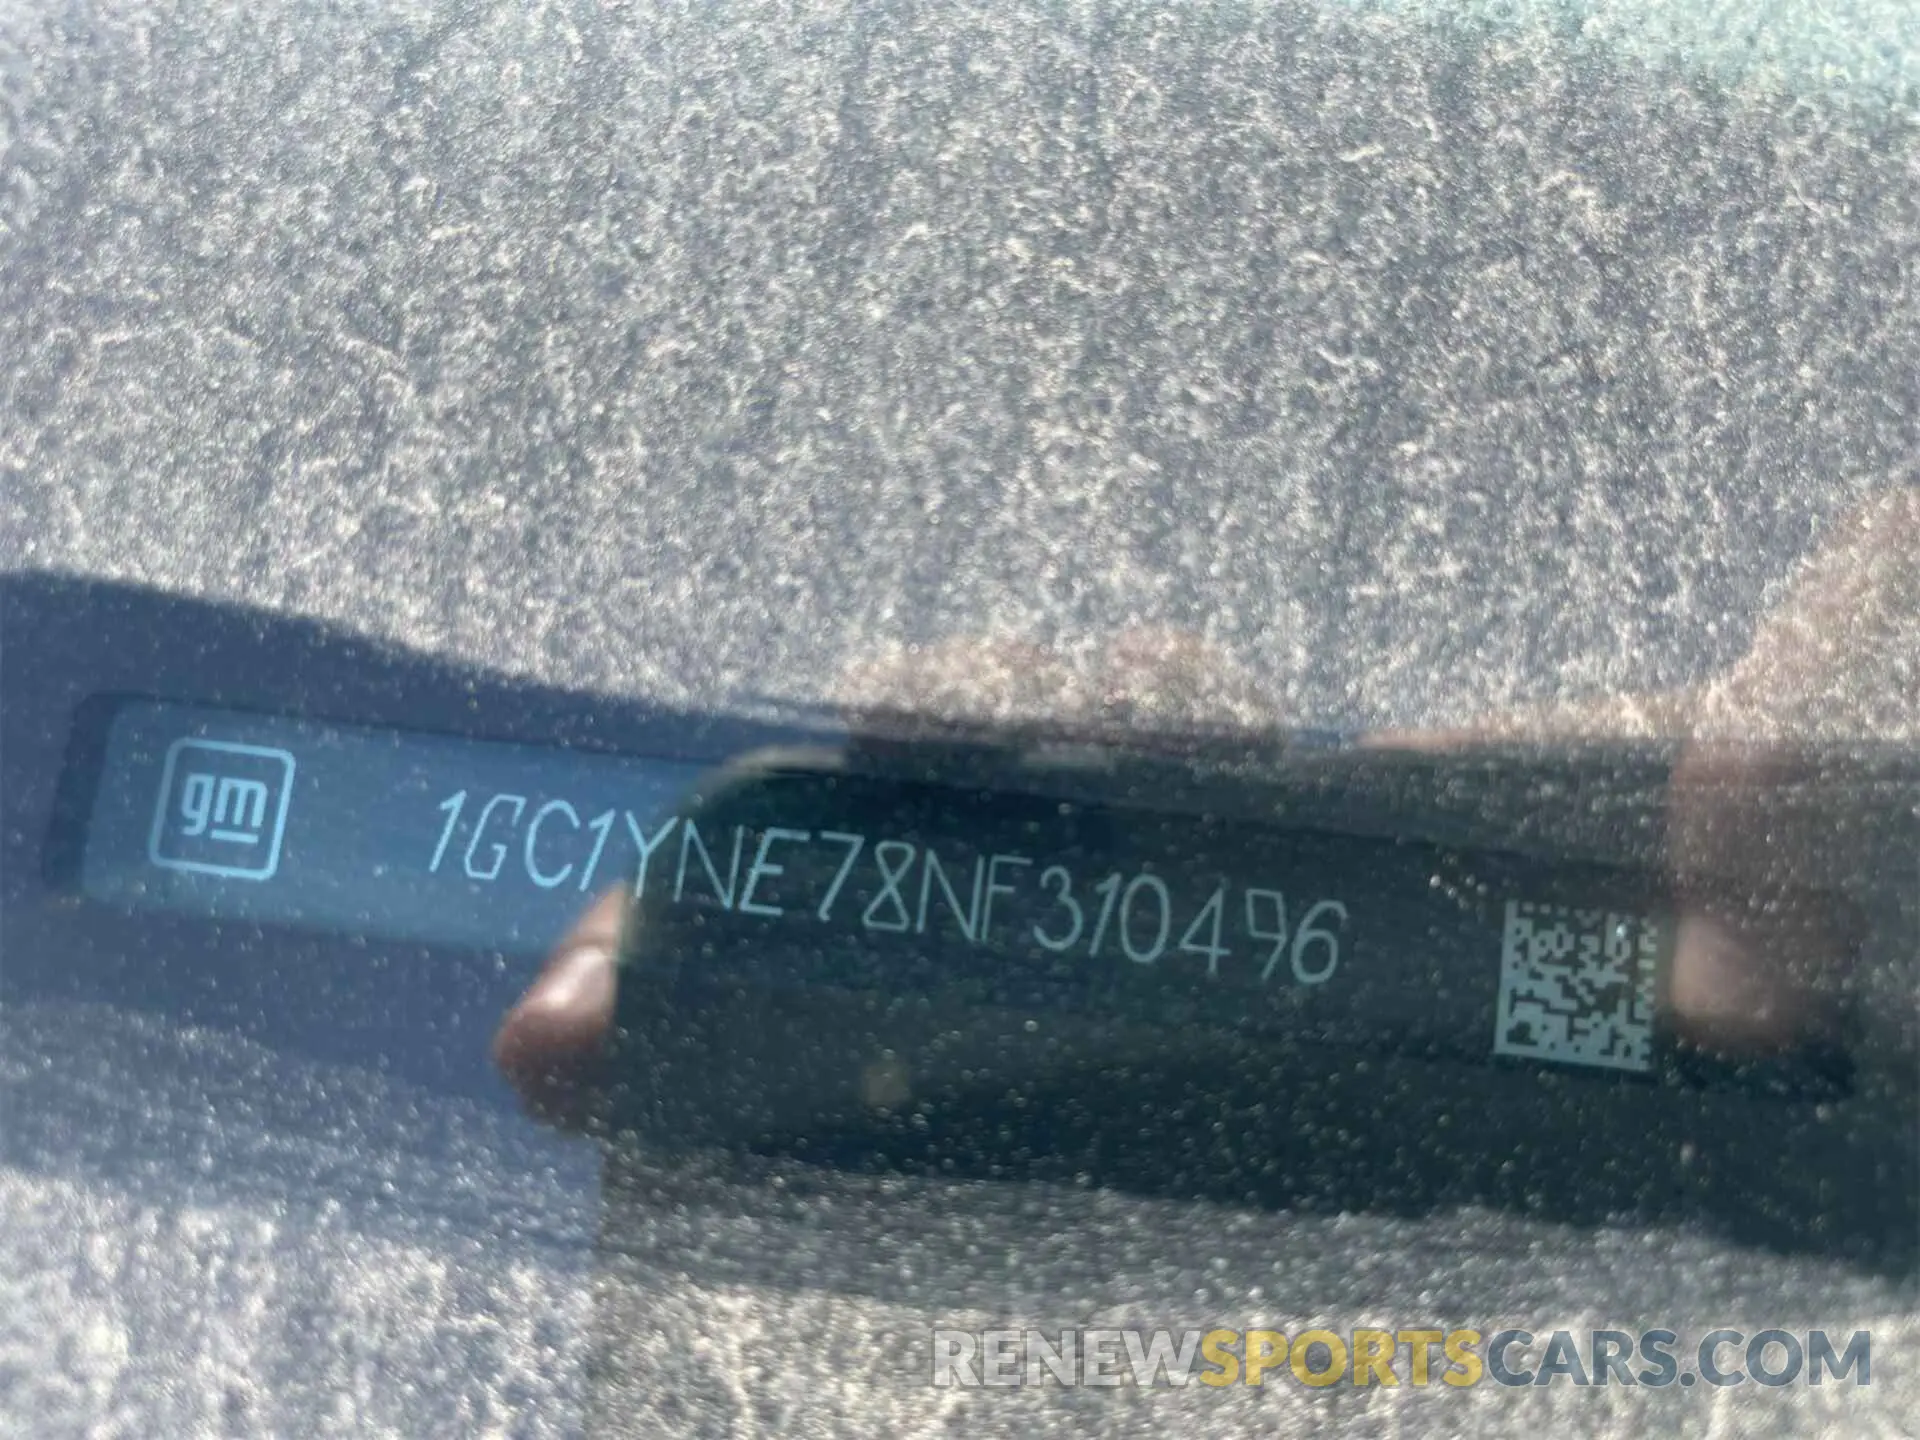 gm 1GC1YNE78NF310496
RENEWSPORTSCARS.COM